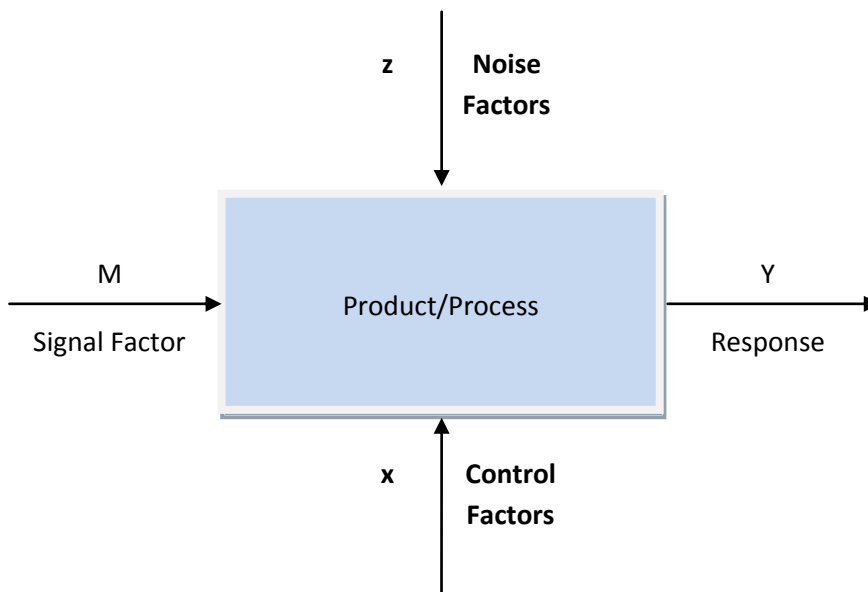 z
Noise
Factors
M
Signal Factor
Product/Process
Y
Response
x
Control
Factors